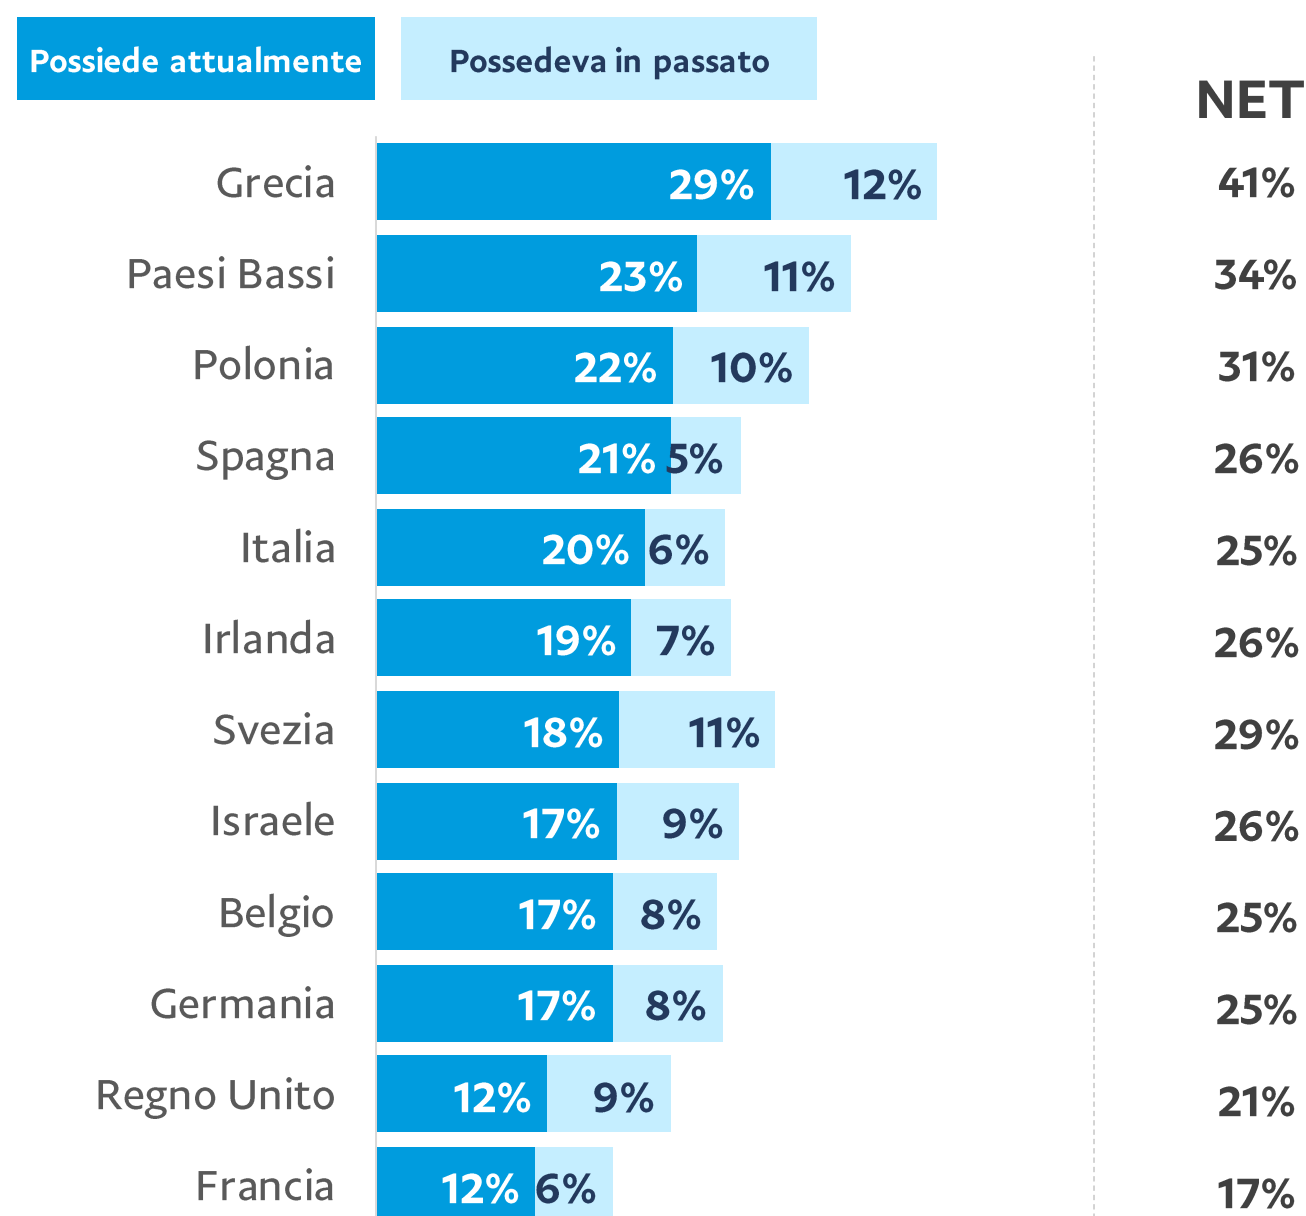 Possiede attualmente Possedeva in passato
NET
Grecia 29% 12% 41%
Paesi Bassi 23% 11% 34%
Polonia 22% 10% 31%
Spagna 21% 5% 26%
Italia 20% 6% 25%
Irlanda 19% 7% 26%
Svezia 18% 11% 29%
Israele 17% 9% 26%
Belgio 17% 8% 25%
Germania 17% 8% 25%
Regno Unito 12% 9% 21%
Francia 12% 6% 17%